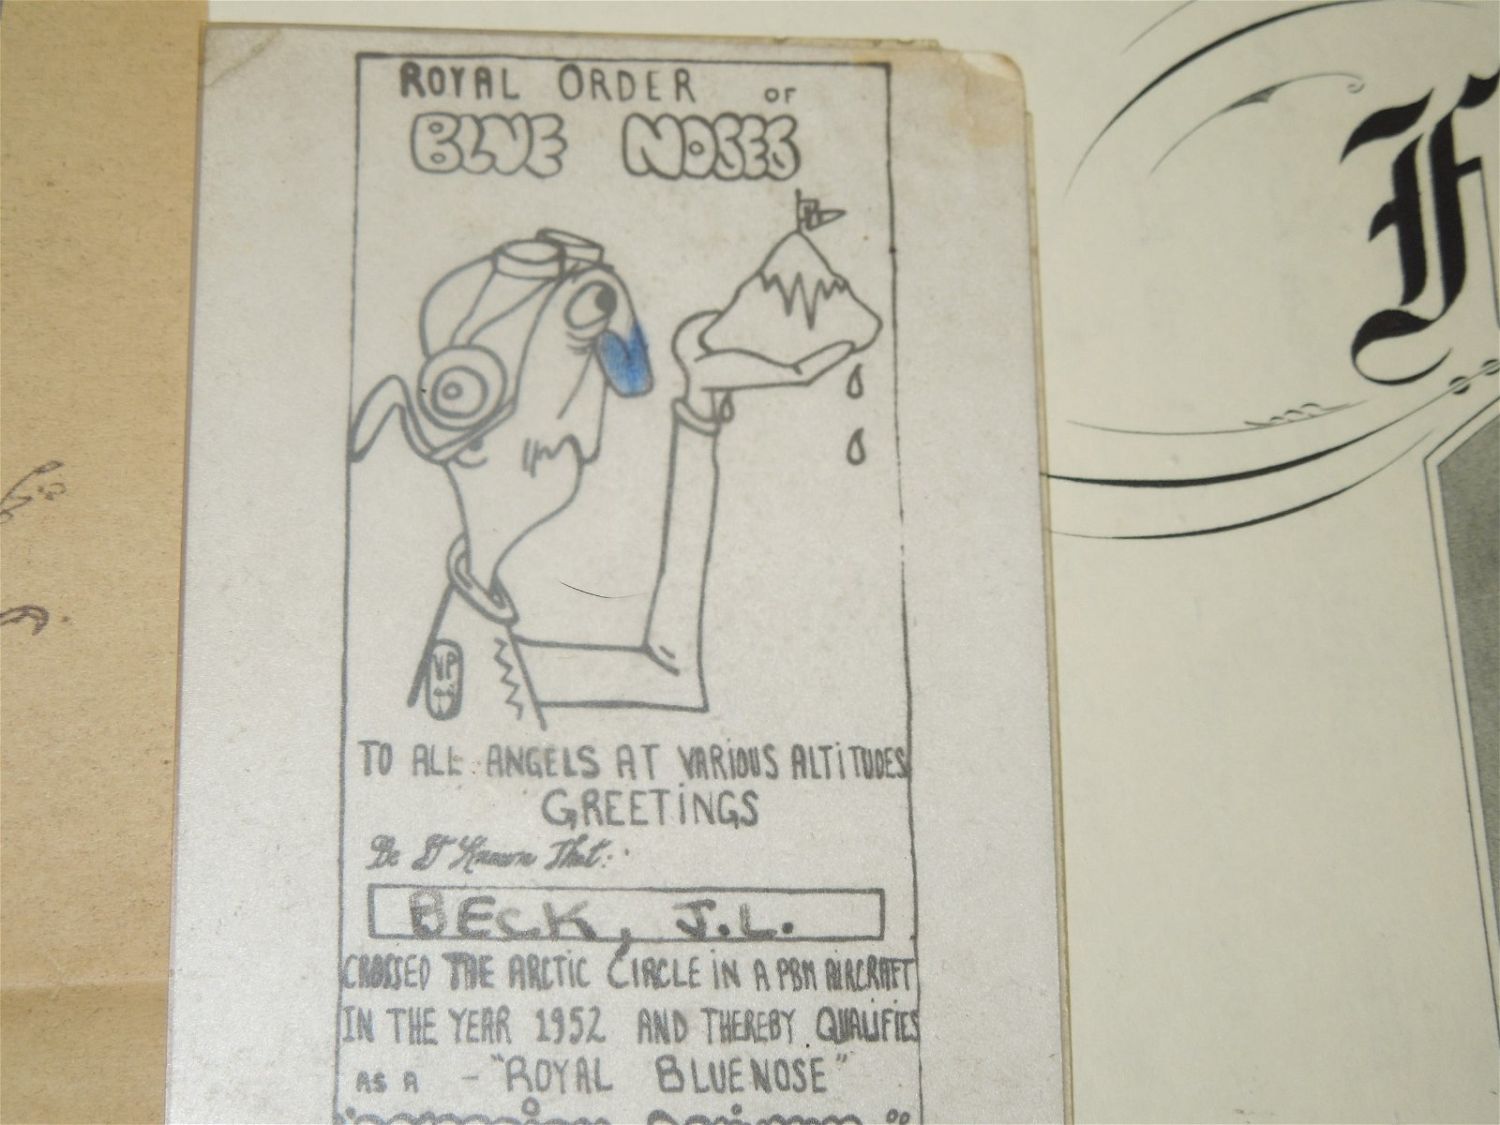 ROYAL ORDER OF
BLUE NOSES
VP
TO ALL ANGELS AT VARIOUS ALTITUDES
GREETINGS
Be It Known That:
BECK, J.L.
CROSSED THE ARCTIC CIRCLE IN A PBM AIRCRAFT
IN THE YEAR 1952 AND THEREBY QUALIFIES
AS A - "ROYAL BLUENOSE"
F